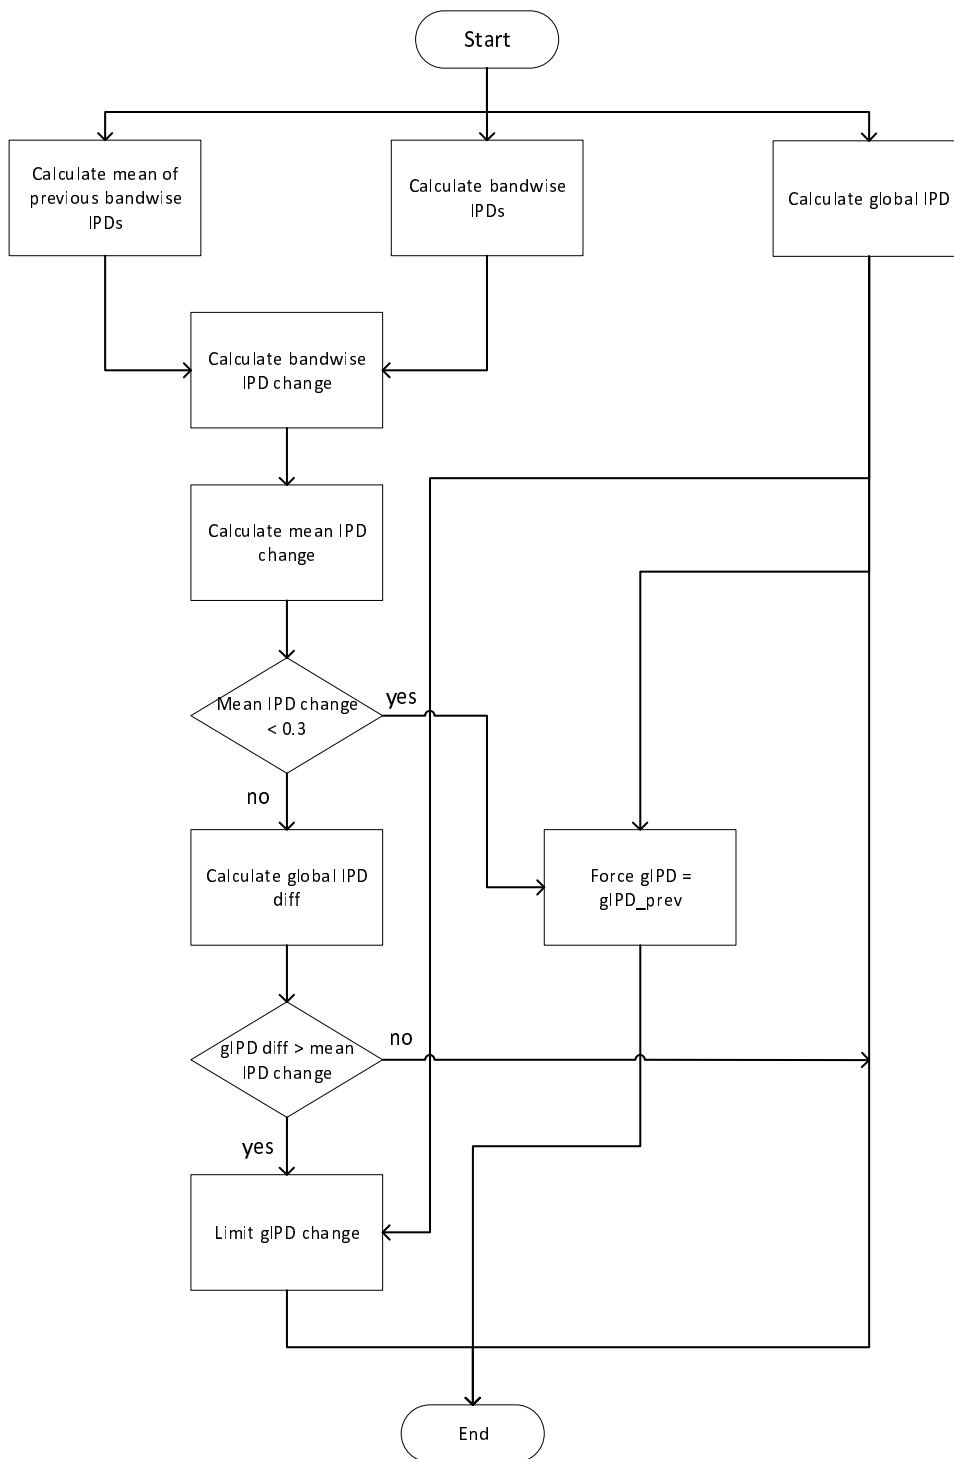 Start
Calculate mean of
previous bandwise
IPDs
Calculate bandwise
IPDs
Calculate global IPD
Calculate bandwise
IPD change
Calculate mean IPD
change
Mean IPD change
< 0.3
yes
no
Calculate global IPD
diff
Force gIPD =
gIPD_prev
gIPD diff > mean
IPD change
no
yes
Limit gIPD change
End